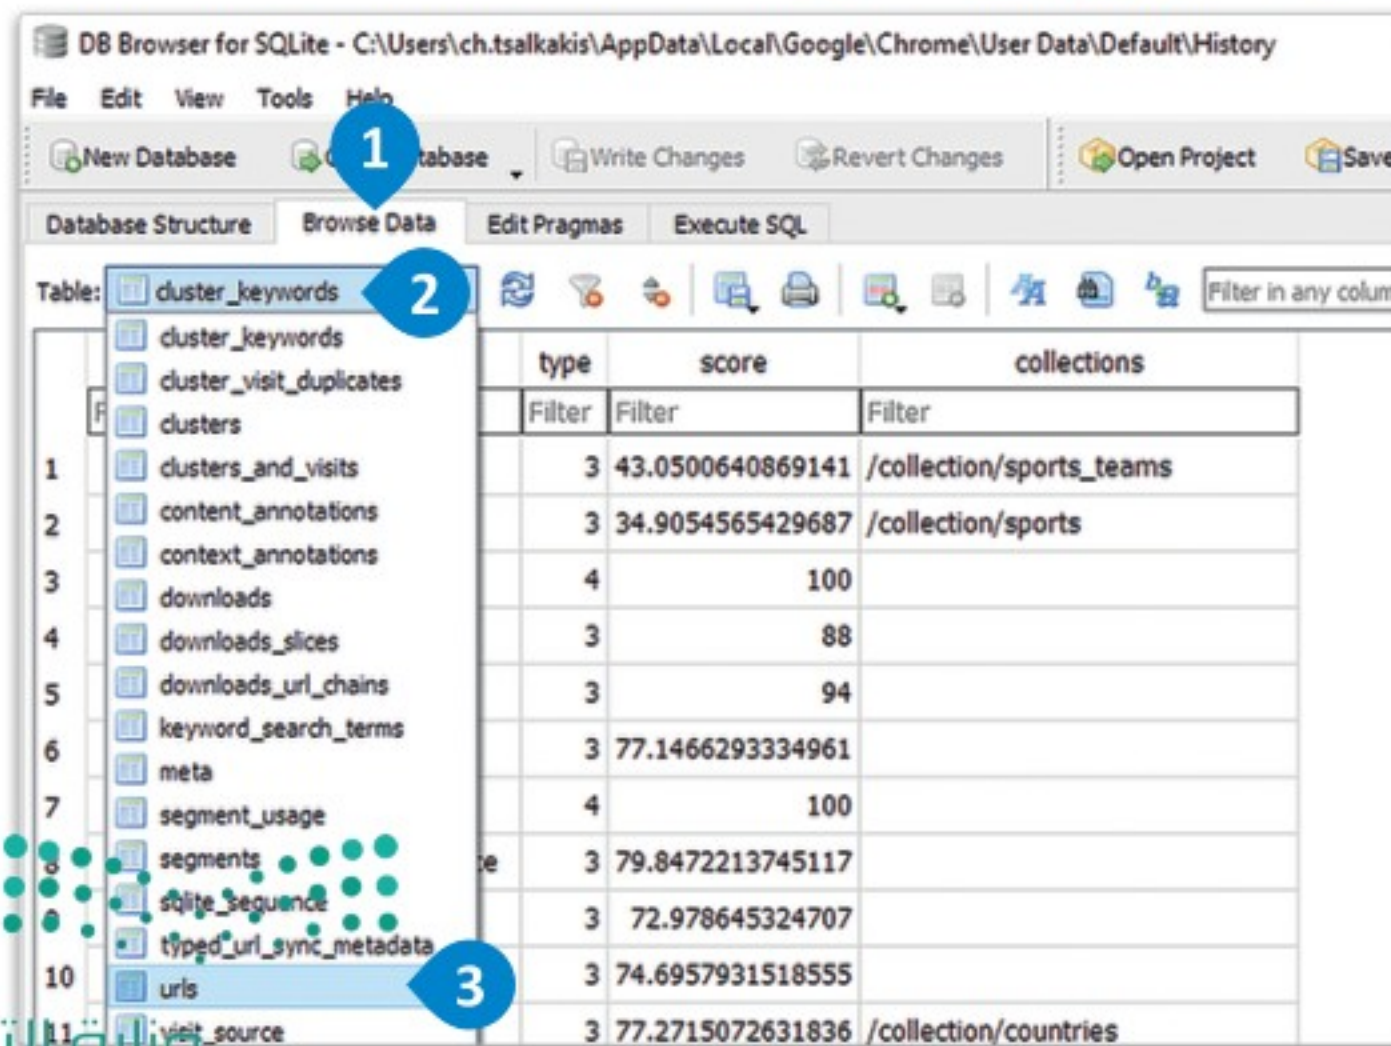 DB Browser for SQLite - C:\Users\ch.tsalkakis\AppData\Local\Google\Chrome\User Data\Default\History
File Edit View Tools Help
New Database tabase Write Changes Revert Changes Open Project Save
1
Database Structure Browse Data Edit Pragmas Execute SQL
Table: cluster_keywords 2 Filter in any colum
cluster_keywords type score collections
cluster_visit_duplicates
clusters Filter Filter Filter
1 clusters_and_visits 3 43.0500640869141 /collection/sports_teams
2 content_annotations 3 34.9054565429687 /collection/sports
3 context_annotations 4 100
downloads
4 downloads_slices 3 88
5 downloads_url_chains 3 94
6 keyword_search_terms 3 77.1466293334961
meta
7 segment_usage 4 100
8 segments 3 79.8472213745117
9 sqlite_sequence 3 72.978645324707
typed_url_sync_metadata
10 urls 3 3 74.6957931518555
11 visit_source 3 77.2715072631836 /collection/countries